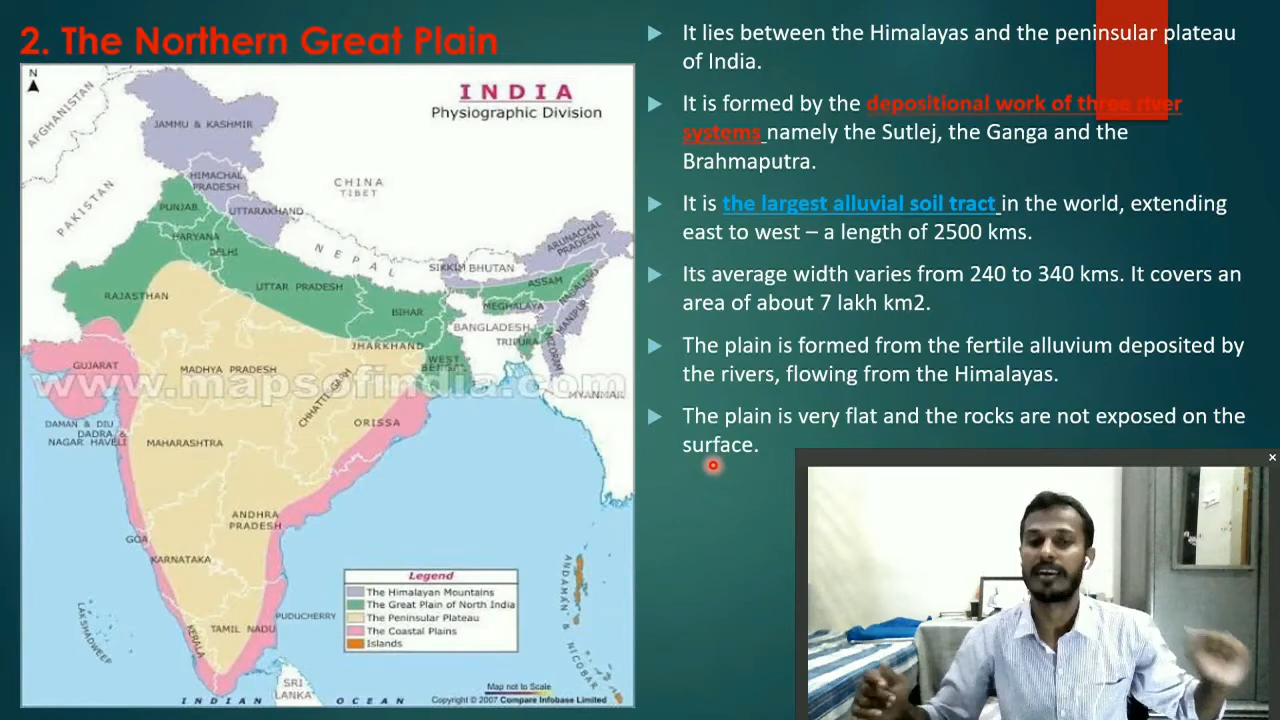 2. The Northern Great Plain
It lies between the Himalayas and the peninsular plateau
of India.
It is formed by the depositional work of three river
systems namely the Sutlej, the Ganga and the
Brahmaputra.
It is the largest alluvial soil tract in the world, extending
east to west – a length of 2500 kms.
Its average width varies from 240 to 340 kms. It covers an
area of about 7 lakh km2.
The plain is formed from the fertile alluvium deposited by
the rivers, flowing from the Himalayas.
The plain is very flat and the rocks are not exposed on the
surface.
N
INDIA
Physiographic Division
AFGHANISTAN
PAKISTAN
JAMMU & KASHMIR
HIMACHAL
PRADESH
CHINA
TIBET
PUNJAB
UTTARAKHAND
HARYANA
DELHI
NEPAL
ARUNACHAL
PRADESH
SIKKIM
BHUTAN
RAJASTHAN
UTTAR PRADESH
ASSAM
NAGALAND
BIHAR
MEGHALAYA
MANIPUR
BANGLADESH
JHARKHAND
TRIPURA
MIZORAM
GUJARAT
MADHYA PRADESH
WEST
BENGAL
www.mapsofindia.com
CHHATTISGARH
MYANMAR
DAMAN & DIU
DADRA &
NAGAR HAVELI
MAHARASHTRA
ORISSA
ANDHRA
PRADESH
GOA
KARNATAKA
ANDAMAN &
NICOBAR
LAKSHADWEEP
KERALA
TAMIL NADU
PUDUCHERRY
SRI
LANKA
INDIAN OCEAN
Legend
The Himalayan Mountains
The Great Plain of North India
The Peninsular Plateau
The Coastal Plains
Islands
Map not to Scale
Copyright © 2007 Compare Infobase Limited